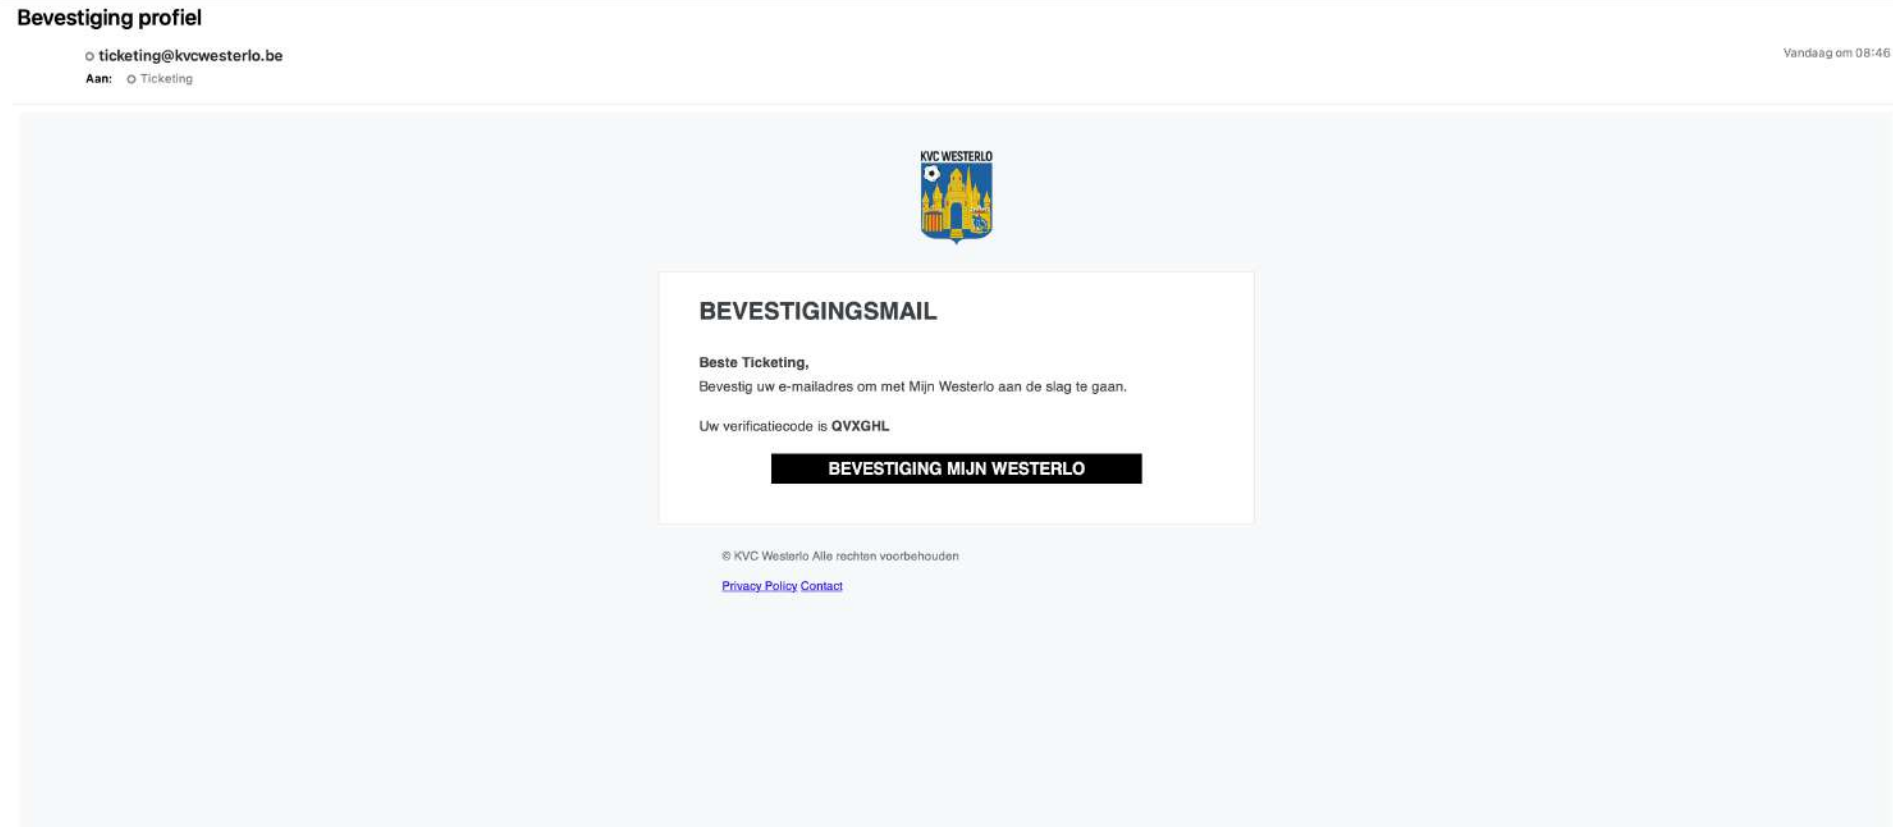 Bevestiging profiel
ticketing@kvcwesterlo.be
Vandaag om 08:46
Aan: Ticketing
KVC WESTERLO
BEVESTIGINGSMAIL
Beste Ticketing,
Bevestig uw e-mailadres om met Mijn Westerlo aan de slag te gaan.
Uw verificatiecode is QVXGHL
BEVESTIGING MIJN WESTERLO
© KVC Westerlo Alle rechten voorbehouden
Privacy Policy Contact